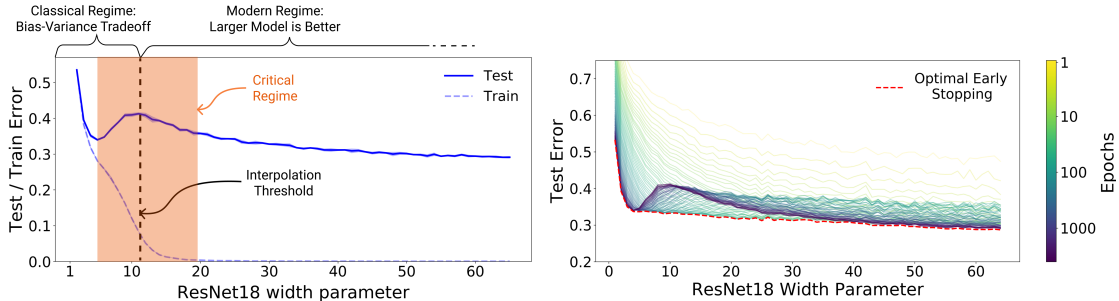 Classical Regime:
Bias-Variance Tradeoff
Modern Regime:
Larger Model is Better
Critical
Regime
Interpolation
Threshold
Test
Train
Test / Train Error
0.5
0.4
0.3
0.2
0.1
0.0
1
10
20
30
40
50
60
ResNet18 width parameter
Optimal Early
Stopping
Test Error
0.7
0.6
0.5
0.4
0.3
0.2
0
10
20
30
40
50
60
ResNet18 Width Parameter
1
10
100
1000
Epochs